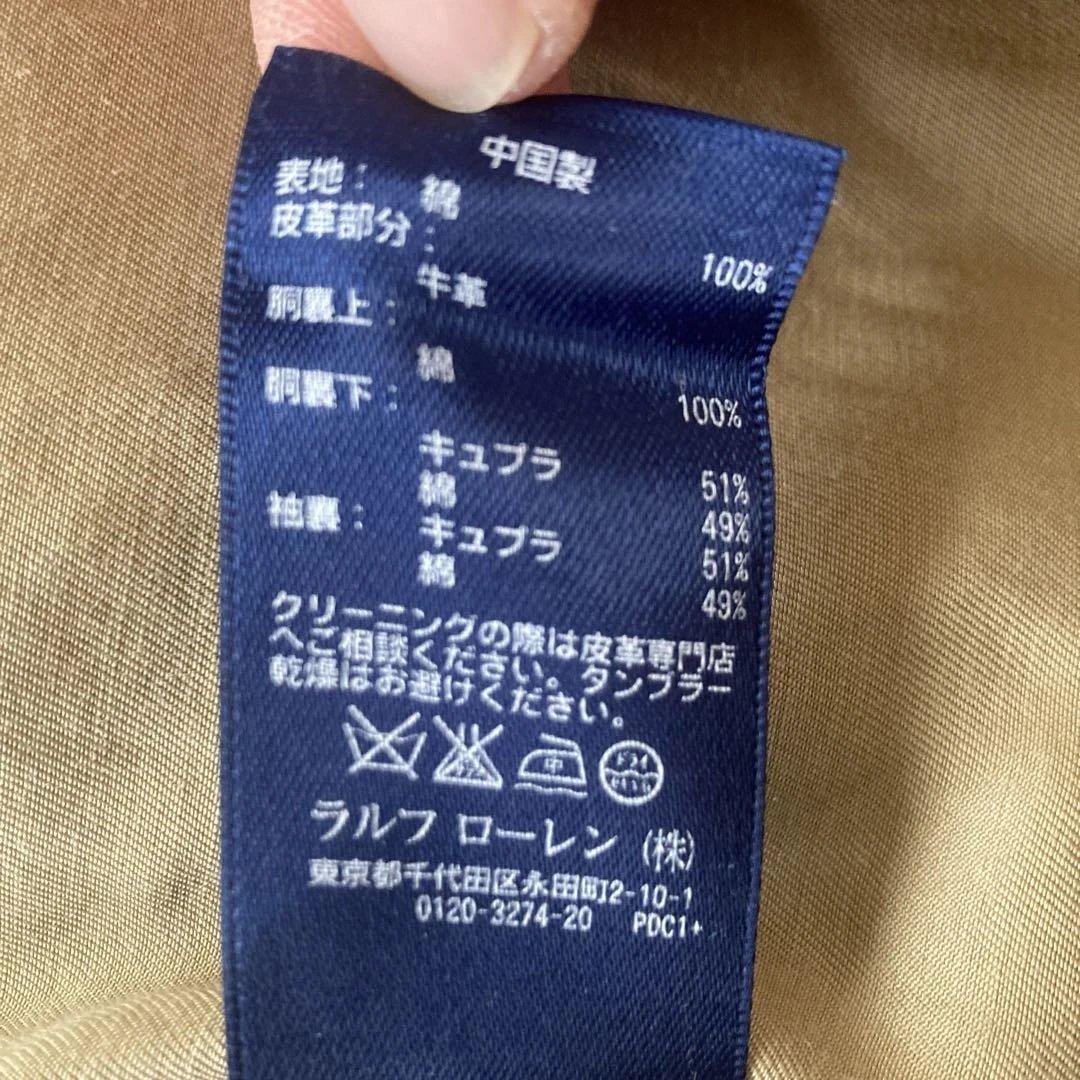 中国製
表地: 綿 100%
皮革部分: 牛革
胴裏上: 綿 100%
胴裏下: キュプラ 51%
綿 49%
袖裏: キュプラ 51%
綿 49%
クリーニングの際は皮革専門店
へご相談ください。タンブラー
乾燥はお避けください。
中 ドライ
ラルフ ローレン (株)
東京都千代田区永田町2-10-1
0120-3274-20 PDC1+